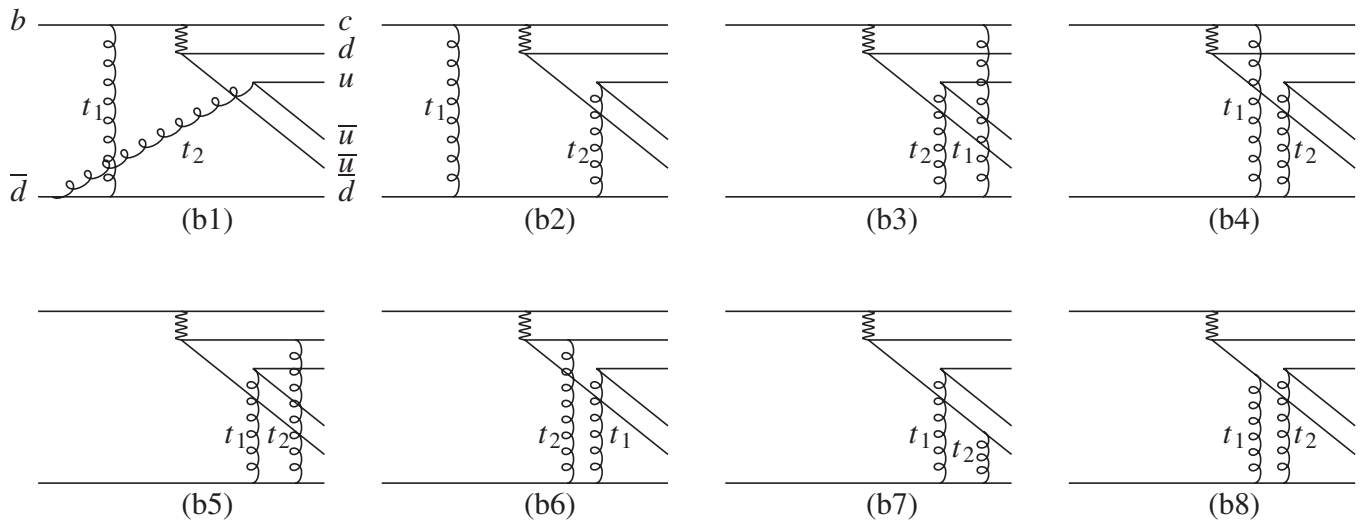 b
c
d
u
t₁
t₂
u̅
u̅
d̅
d̅
(b1)
t₁
t₂
(b2)
t₂
t₁
(b3)
t₁
t₂
(b4)
t₁
t₂
(b5)
t₂
t₁
(b6)
t₁
t₂
(b7)
t₁
t₂
(b8)